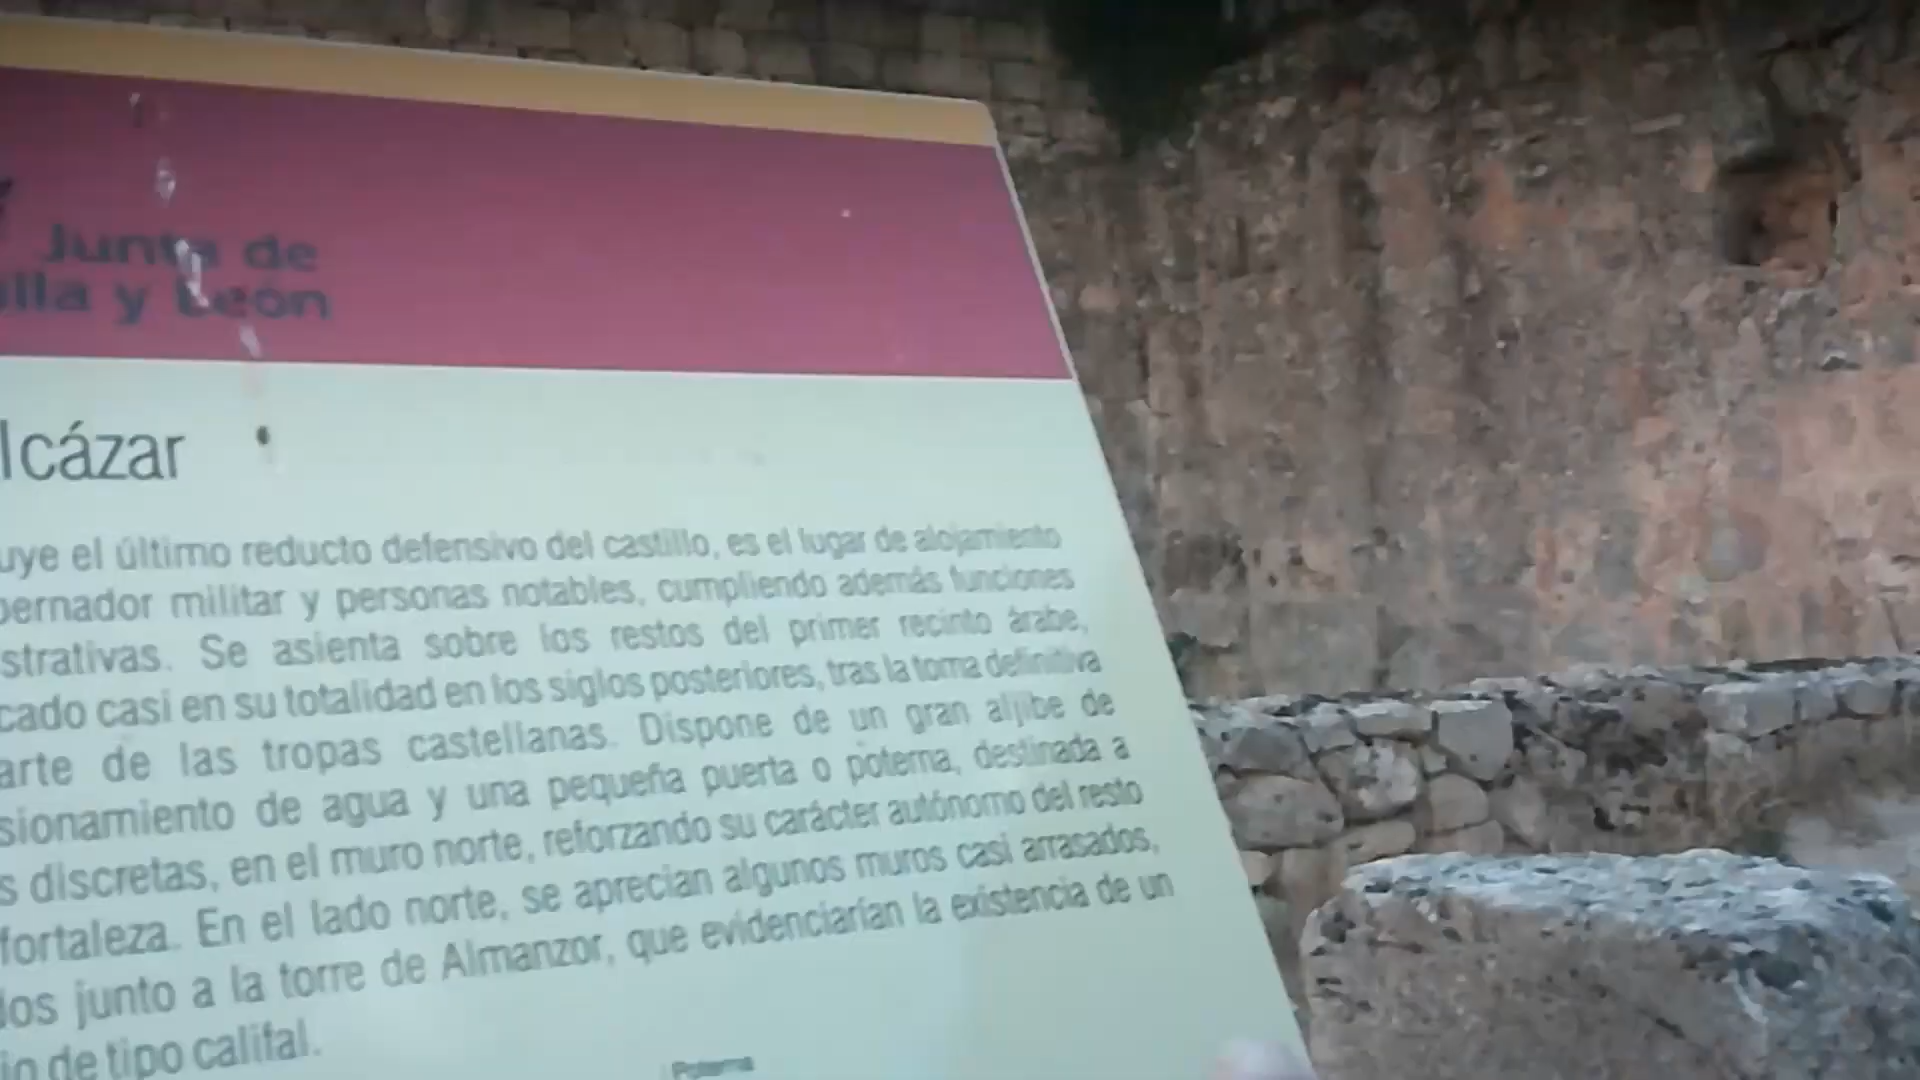 Junta de
illa y León
lcázar
uye el último reducto defensivo del castillo, es el lugar de alojamiento
bernador militar y personas notables, cumpliendo además funciones
strativas. Se asienta sobre los restos del primer recinto árabe,
cado casi en su totalidad en los siglos posteriores, tras la toma definitiva
arte de las tropas castellanas. Dispone de un gran aljibe de
sionamiento de agua y una pequeña puerta o poterna, destinada a
s discretas, en el muro norte, reforzando su carácter autónomo del resto
fortaleza. En el lado norte, se aprecian algunos muros casi arrasados,
dos junto a la torre de Almanzor, que evidenciarían la existencia de un
io de tipo califal.
Poterna